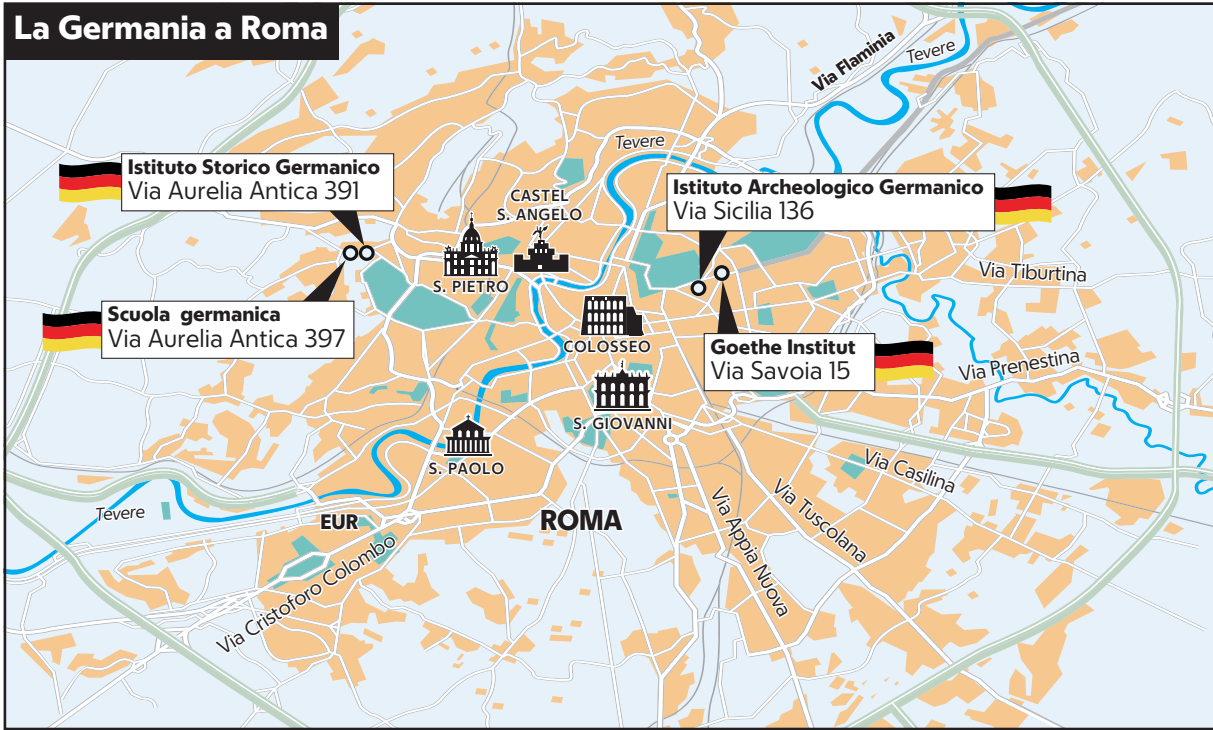 La Germania a Roma
Via Flaminia
Tevere
Tevere
Istituto Storico Germanico
Via Aurelia Antica 391
CASTEL
S. ANGELO
Istituto Archeologico Germanico
Via Sicilia 136
S. PIETRO
Via Tiburtina
Scuola germanica
Via Aurelia Antica 397
COLOSSEO
Goethe Institut
Via Savoia 15
Via Prenestina
S. GIOVANNI
S. PAOLO
Via Casilina
Tevere
EUR
ROMA
Via Tuscolana
Via Appia Nuova
Via Cristoforo Colombo